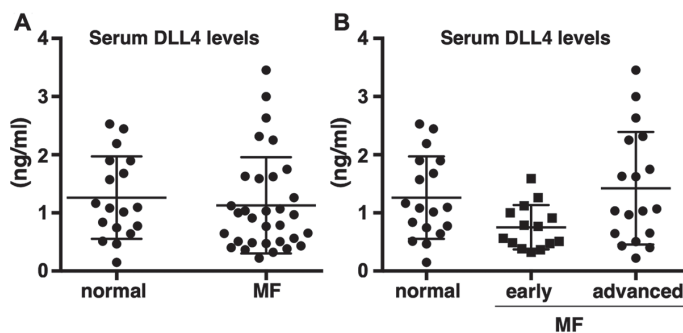 A
Serum DLL4 levels
(ng/ml)
4
3
2
1
0
normal
MF
B
Serum DLL4 levels
(ng/ml)
4
3
2
1
0
normal
early
advanced
MF